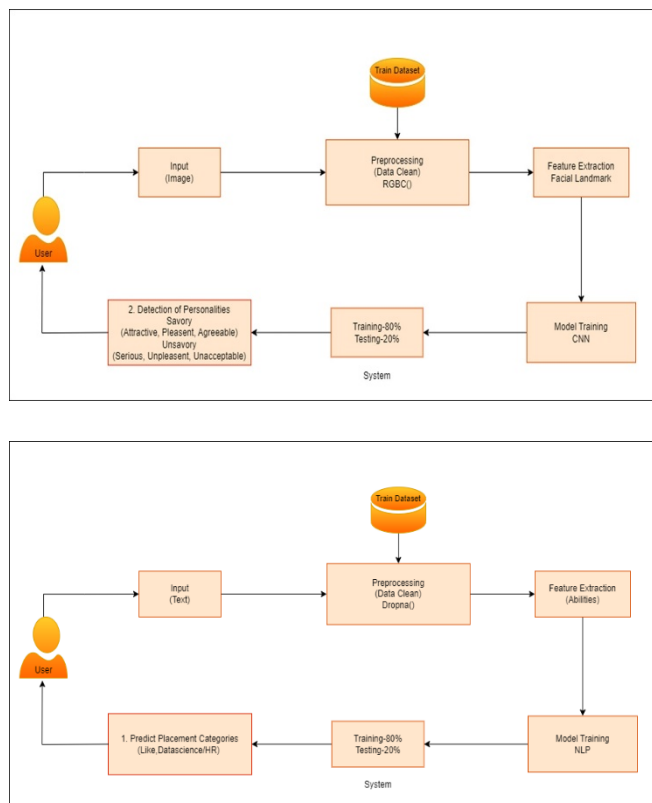 Train Dataset
Input
(Image)
Preprocessing
(Data Clean)
RGBC()
Feature Extraction
Facial Landmark
User
2. Detection of Personalities
Savory
(Attractive, Pleasent, Agreeable)
Unsavory
(Serious, Unpleasent, Unacceptable)
Training-80%
Testing-20%
Model Training
CNN
System
Train Dataset
Input
(Text)
Preprocessing
(Data Clean)
Dropna()
Feature Extraction
(Abilities)
User
1. Predict Placement Categories
(Like,Datascience/HR)
Training-80%
Testing-20%
Model Training
NLP
System